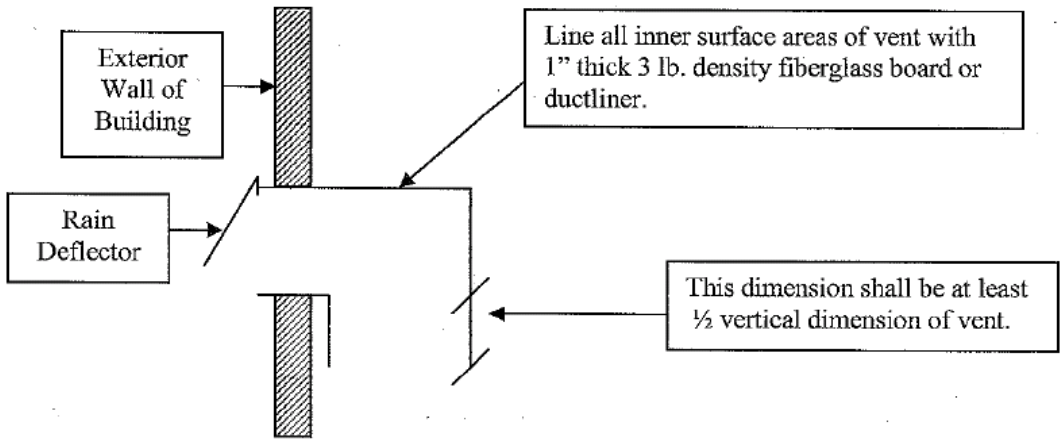 Exterior
Wall of
Building
Line all inner surface areas of vent with
1” thick 3 lb. density fiberglass board or
ductliner.
Rain
Deflector
This dimension shall be at least
½ vertical dimension of vent.